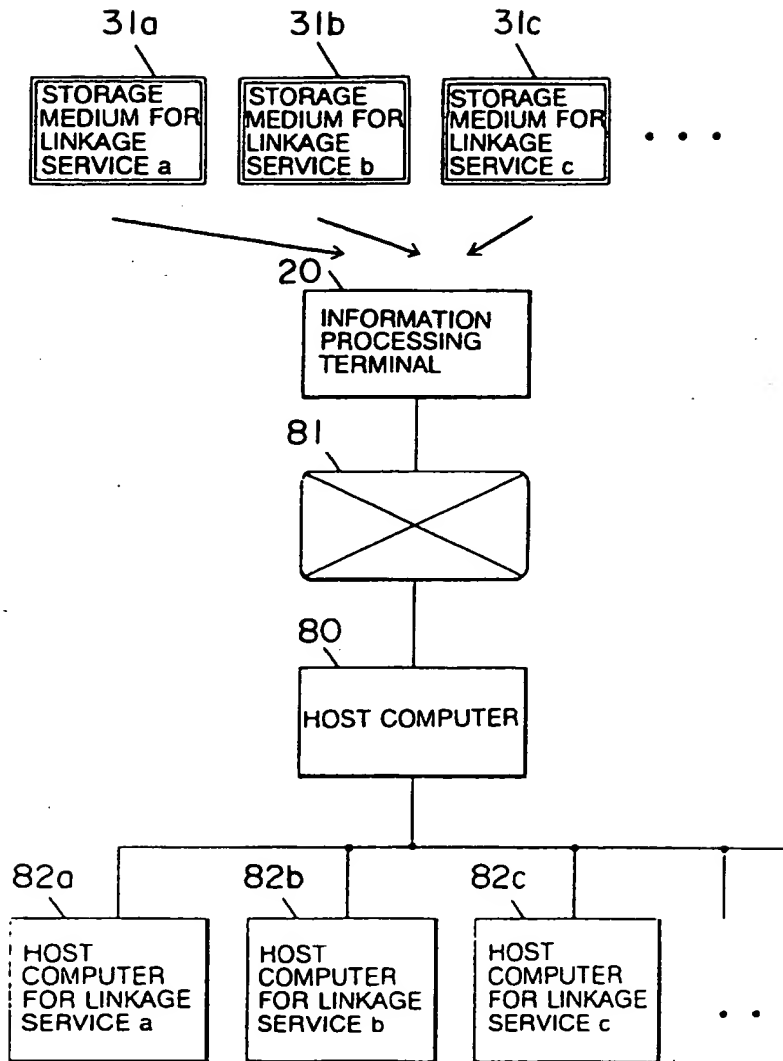 31a
31b
31c
STORAGE
MEDIUM FOR
LINKAGE
SERVICE a
STORAGE
MEDIUM FOR
LINKAGE
SERVICE b
STORAGE
MEDIUM FOR
LINKAGE
SERVICE c
20
INFORMATION
PROCESSING
TERMINAL
81
80
HOST COMPUTER
82a
82b
82c
HOST
COMPUTER
FOR LINKAGE
SERVICE a
HOST
COMPUTER
FOR LINKAGE
SERVICE b
HOST
COMPUTER
FOR LINKAGE
SERVICE c